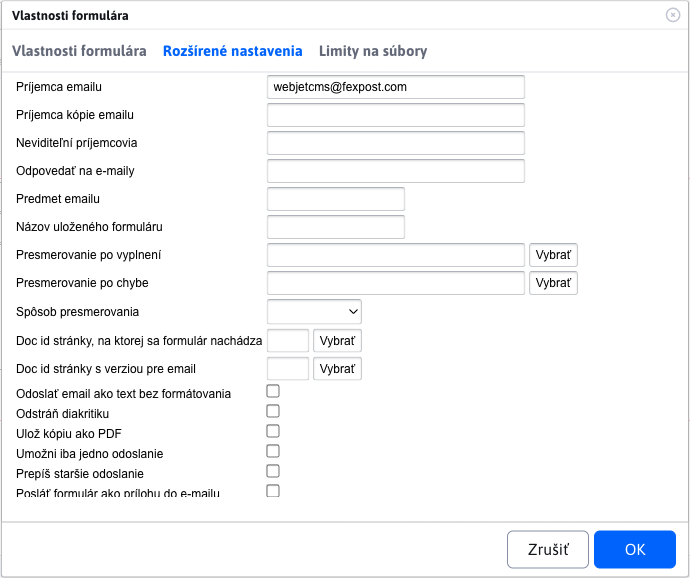 Vlastnosti formulára
Vlastnosti formulára Rozšírené nastavenia Limity na súbory
Príjemca emailu webjetcms@fexpost.com
Príjemca kópie emailu
Neviditeľní príjemcovia
Odpovedať na e-maily
Predmet emailu
Názov uloženého formuláru
Presmerovanie po vyplnení Vybrať
Presmerovanie po chybe Vybrať
Spôsob presmerovania
Doc id stránky, na ktorej sa formulár nachádza Vybrať
Doc id stránky s verziou pre email Vybrať
Odoslať email ako text bez formátovania
Odstráň diakritiku
Ulož kópiu ako PDF
Umožni iba jedno odoslanie
Prepíš staršie odoslanie
Poslať formulár ako prílohu do e-mailu
Zrušiť OK